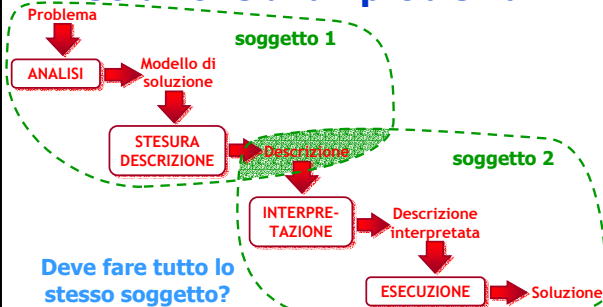 Problema
soggetto 1
ANALISI
Modello di
soluzione
STESURA
DESCRIZIONE
Descrizione
soggetto 2
INTERPRE-
TAZIONE
Descrizione
interpretata
Deve fare tutto lo
stesso soggetto?
ESECUZIONE
Soluzione